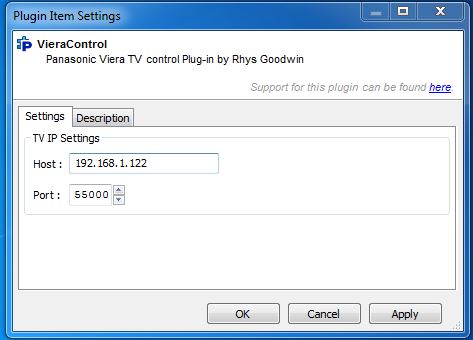 Plugin Item Settings
VieraControl
Panasonic Viera TV control Plug-in by Rhys Goodwin
Support for this plugin can be found here.
Settings Description
TV IP Settings
Host : 192.168.1.122
Port : 55000
OK Cancel Apply